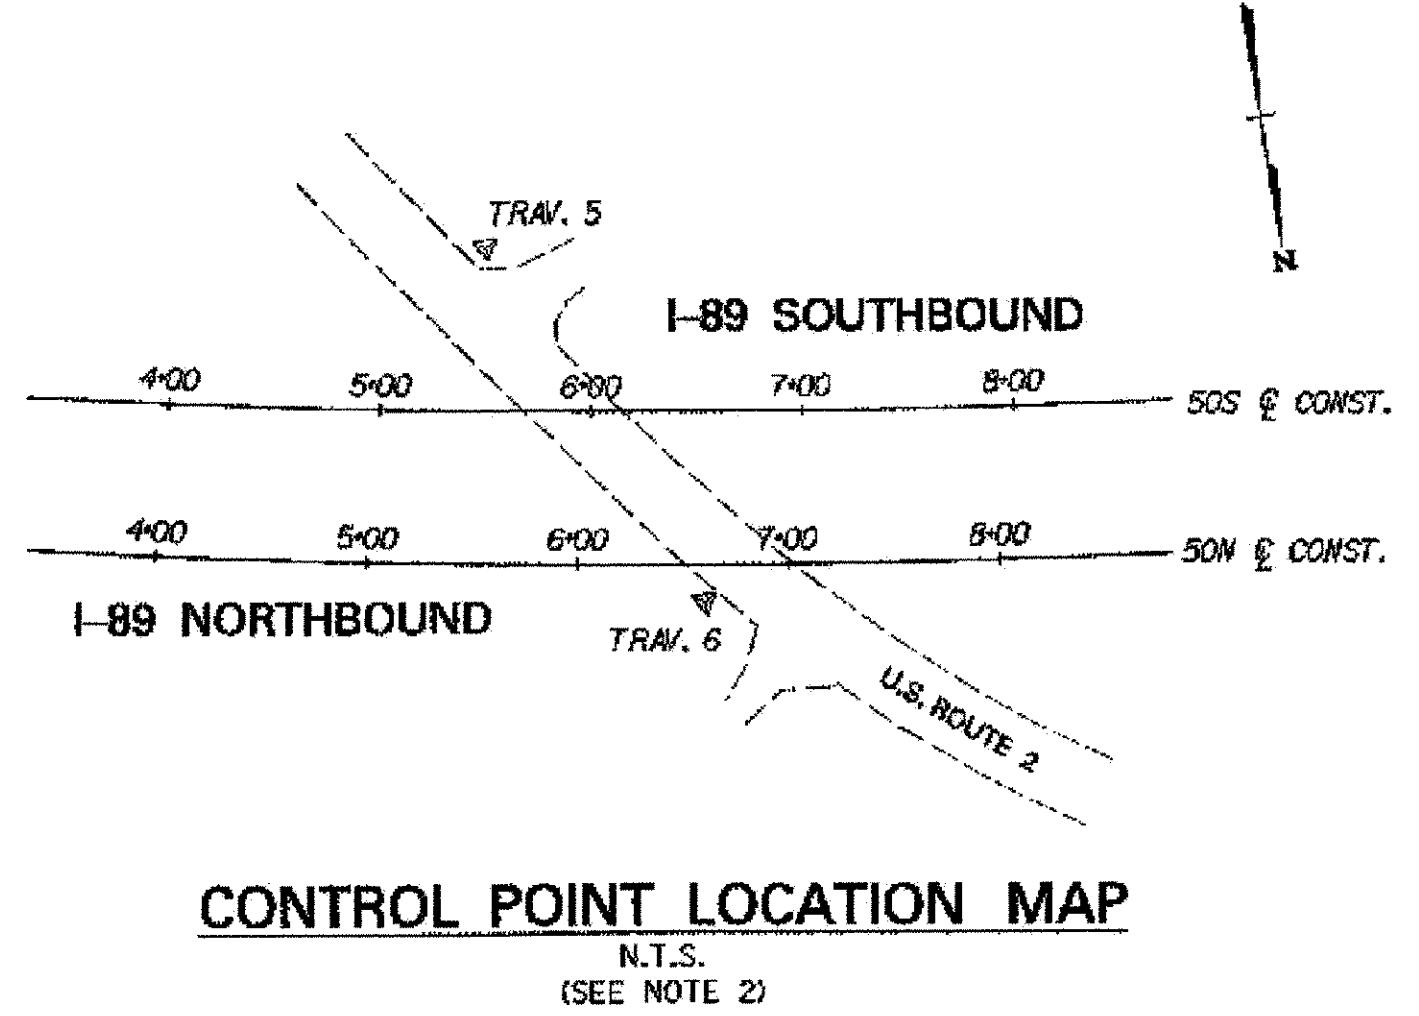 TRAV. 5
N
I-89 SOUTHBOUND
4+00 5+00 6+00 7+00 8+00
50S ℄ CONST.
4+00 5+00 6+00 7+00 8+00
50N ℄ CONST.
I-89 NORTHBOUND
TRAV. 6
U.S. ROUTE 2
CONTROL POINT LOCATION MAP
N.T.S.
(SEE NOTE 2)